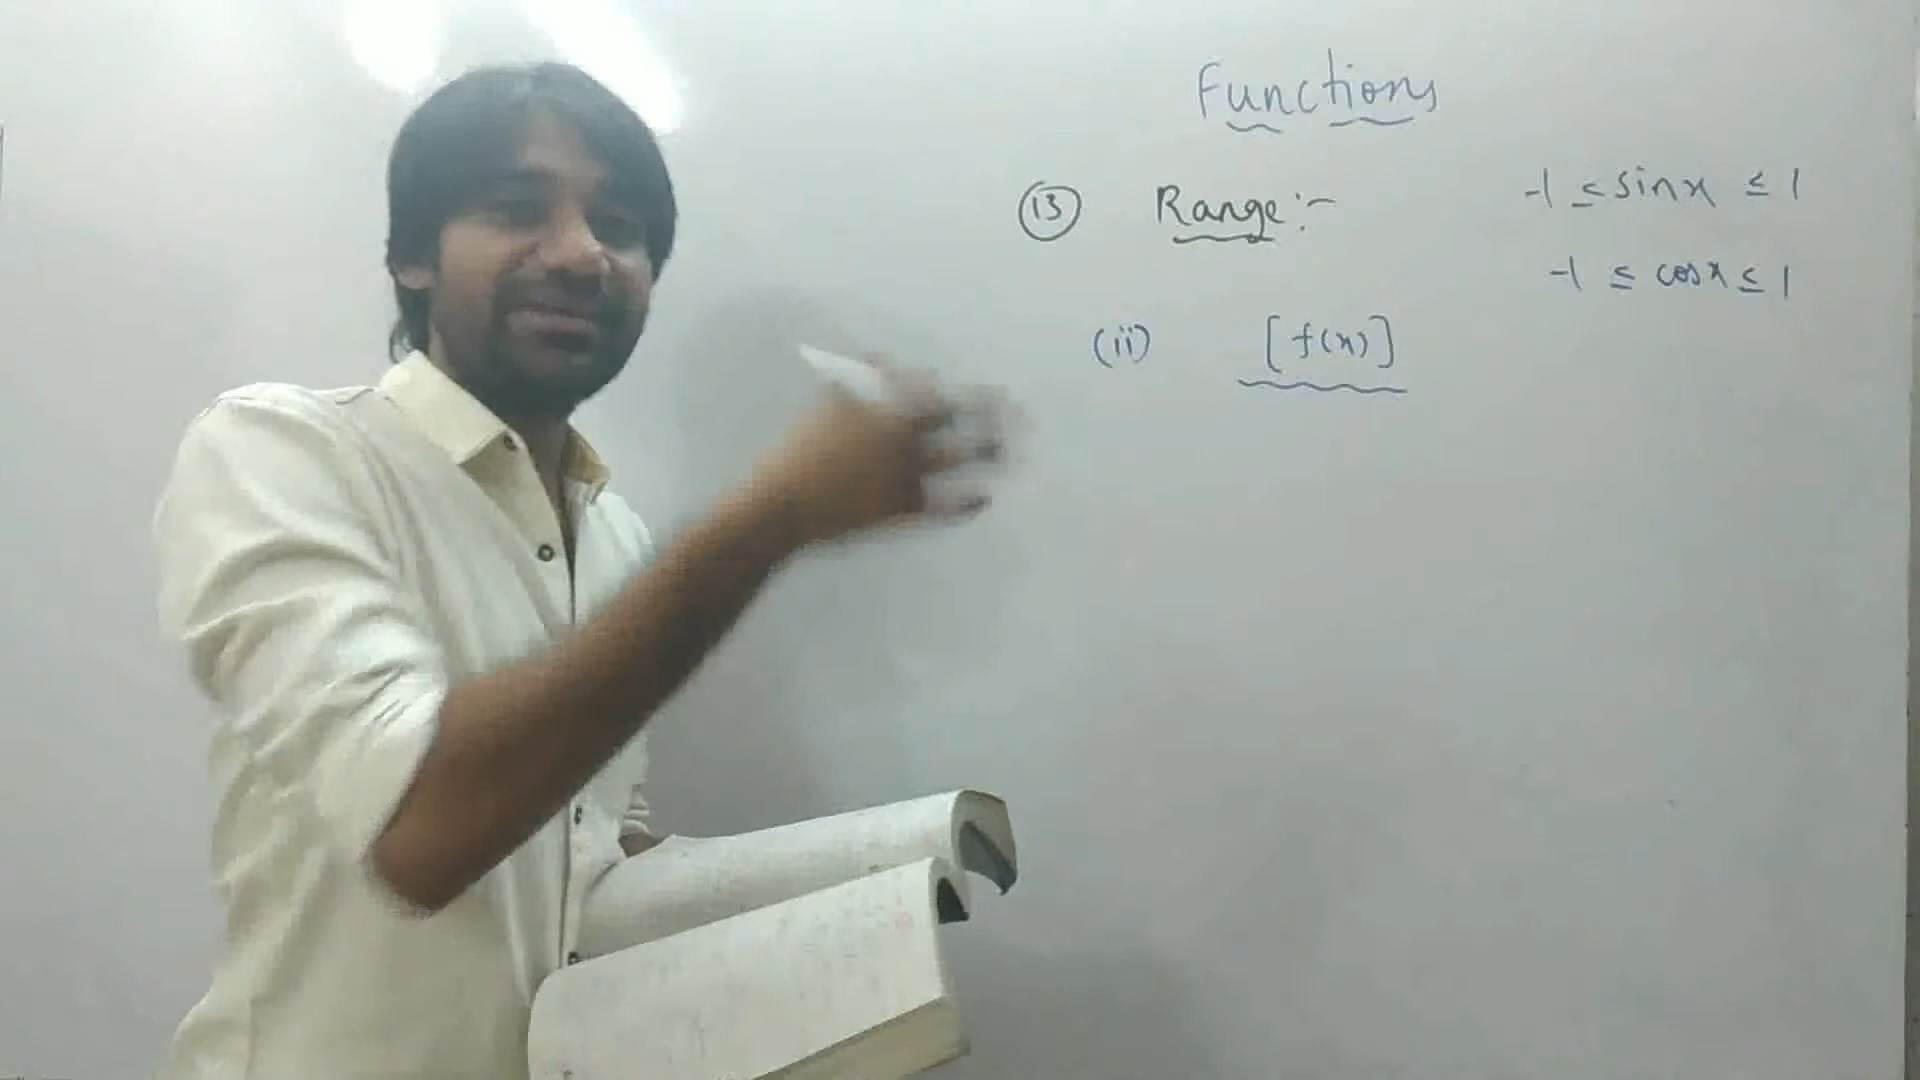 Functions
(13) Range :-
-1 ≤ sinx ≤ 1
-1 ≤ cosx ≤ 1
(ii) [f(x)]